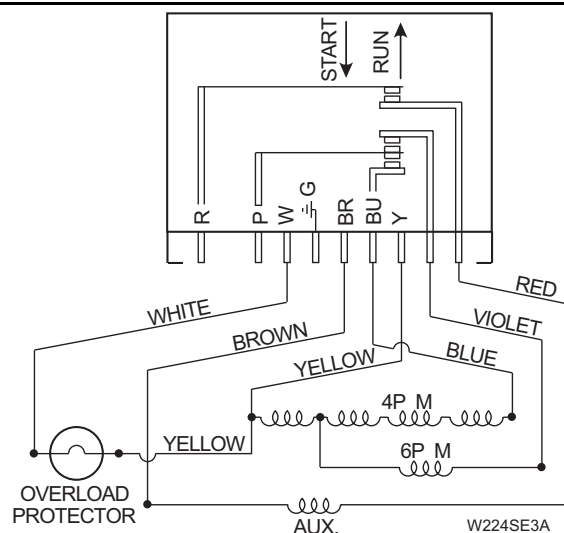 START
RUN
R
P
W
G
BR
BU
Y
RED
WHITE
VIOLET
BROWN
YELLOW
BLUE
4P M
YELLOW
6P M
OVERLOAD
PROTECTOR
AUX.
W224SE3A